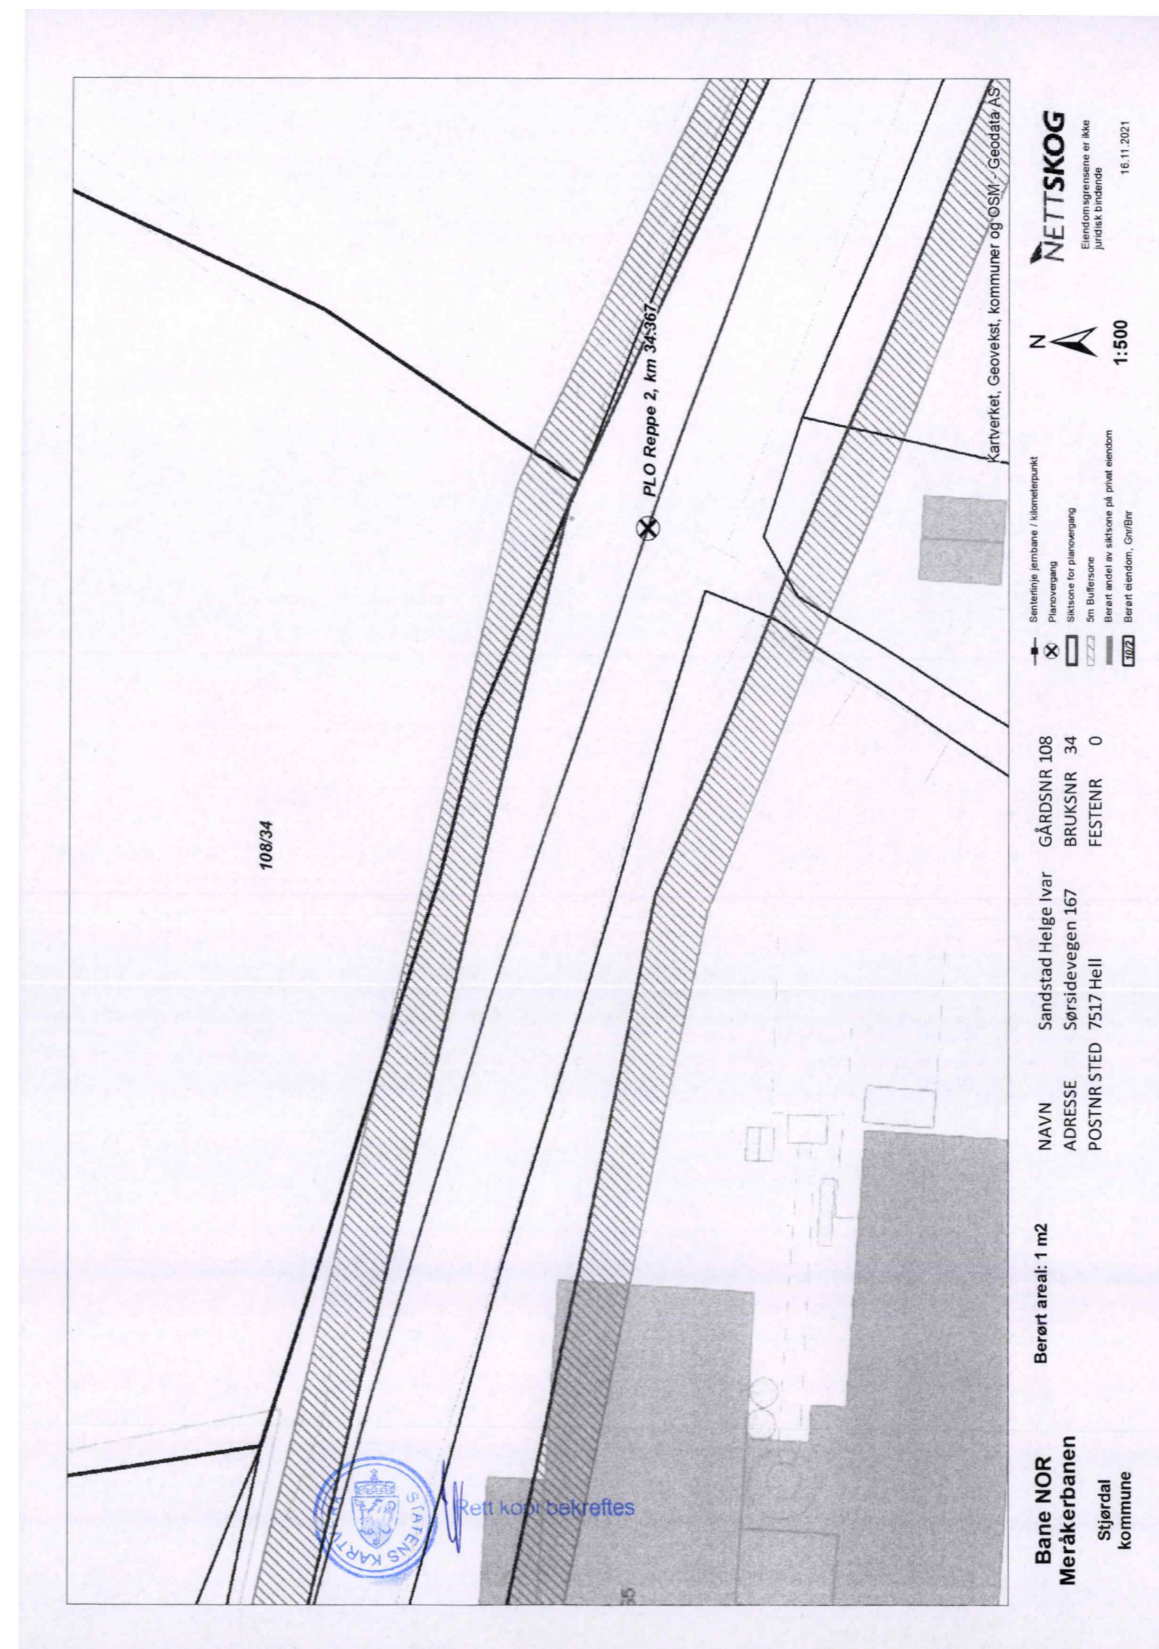 108/34
PLO Reppe 2, km 34.367
Kartverket, Geovekst, kommuner og OSM - Geodata AS
STATENS KARTV
Rett kopi bekreftes
Bane NOR
Meråkerbanen
Stjørdal
kommune
Berørt areal: 1 m2
NAVN Sandstad Helge Ivar
ADRESSE Sørsidevegen 167
POSTNR STED 7517 Hell
GÅRDSNR 108
BRUKSNR 34
FESTENR 0
Senterlinje jernbane / kilometerpunkt
Planovergang
Siktsone for planovergang
5m Buffersone
Berørt andel av siktsone på privat eiendom
10/2 Berørt eiendom, Gnr/Bnr
N
1:500
NETTSKOG
Eiendomsgrensene er ikke
juridisk bindende
16.11.2021